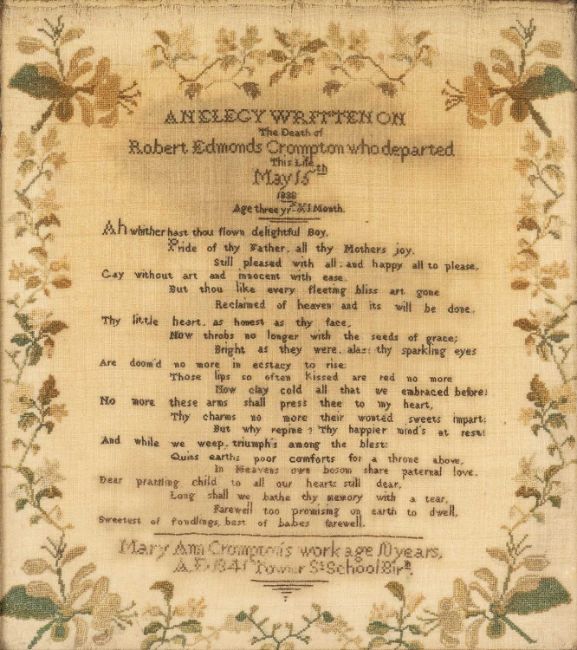 AN ELEGY WRITTEN ON
The Death of
Robert Edmonds Crompton who departed
This Life
May 15th
1838
Age three yrs & 1 Month.
Ah whither hast thou flown delightful Boy,
Pride of thy Father, all thy Mothers joy,
Still pleased with all, and happy all to please,
Gay without art and innocent with ease.
But thou like every fleeting bliss art gone
Reclaimed of heaven and its will be done,
Thy little heart, as honest as thy face,
Now throbs no longer with the seeds of grace;
Bright as they were, alas! thy sparkling eyes
Are doom'd no more in ecstacy to rise:
Those lips so often kissed are red no more
Now clay cold all that we embraced before:
No more these arms shall press thee to my heart,
Thy charms no more their wonted sweets impart:
But why repine? Thy happier mind's at rest:
And while we weep, triumph's among the blest:
Quits earths poor comforts for a throne above,
In Heavens own bosom share paternal love.
Dear prattling child to all our hearts still dear,
Long shall we bathe thy memory with a tear,
Farewell too promising on earth to dwell,
Sweetest of fondlings, best of babes farewell.
Mary Ann Crompton's work age 10 years,
A.D. 1841 Tower St School Birm.